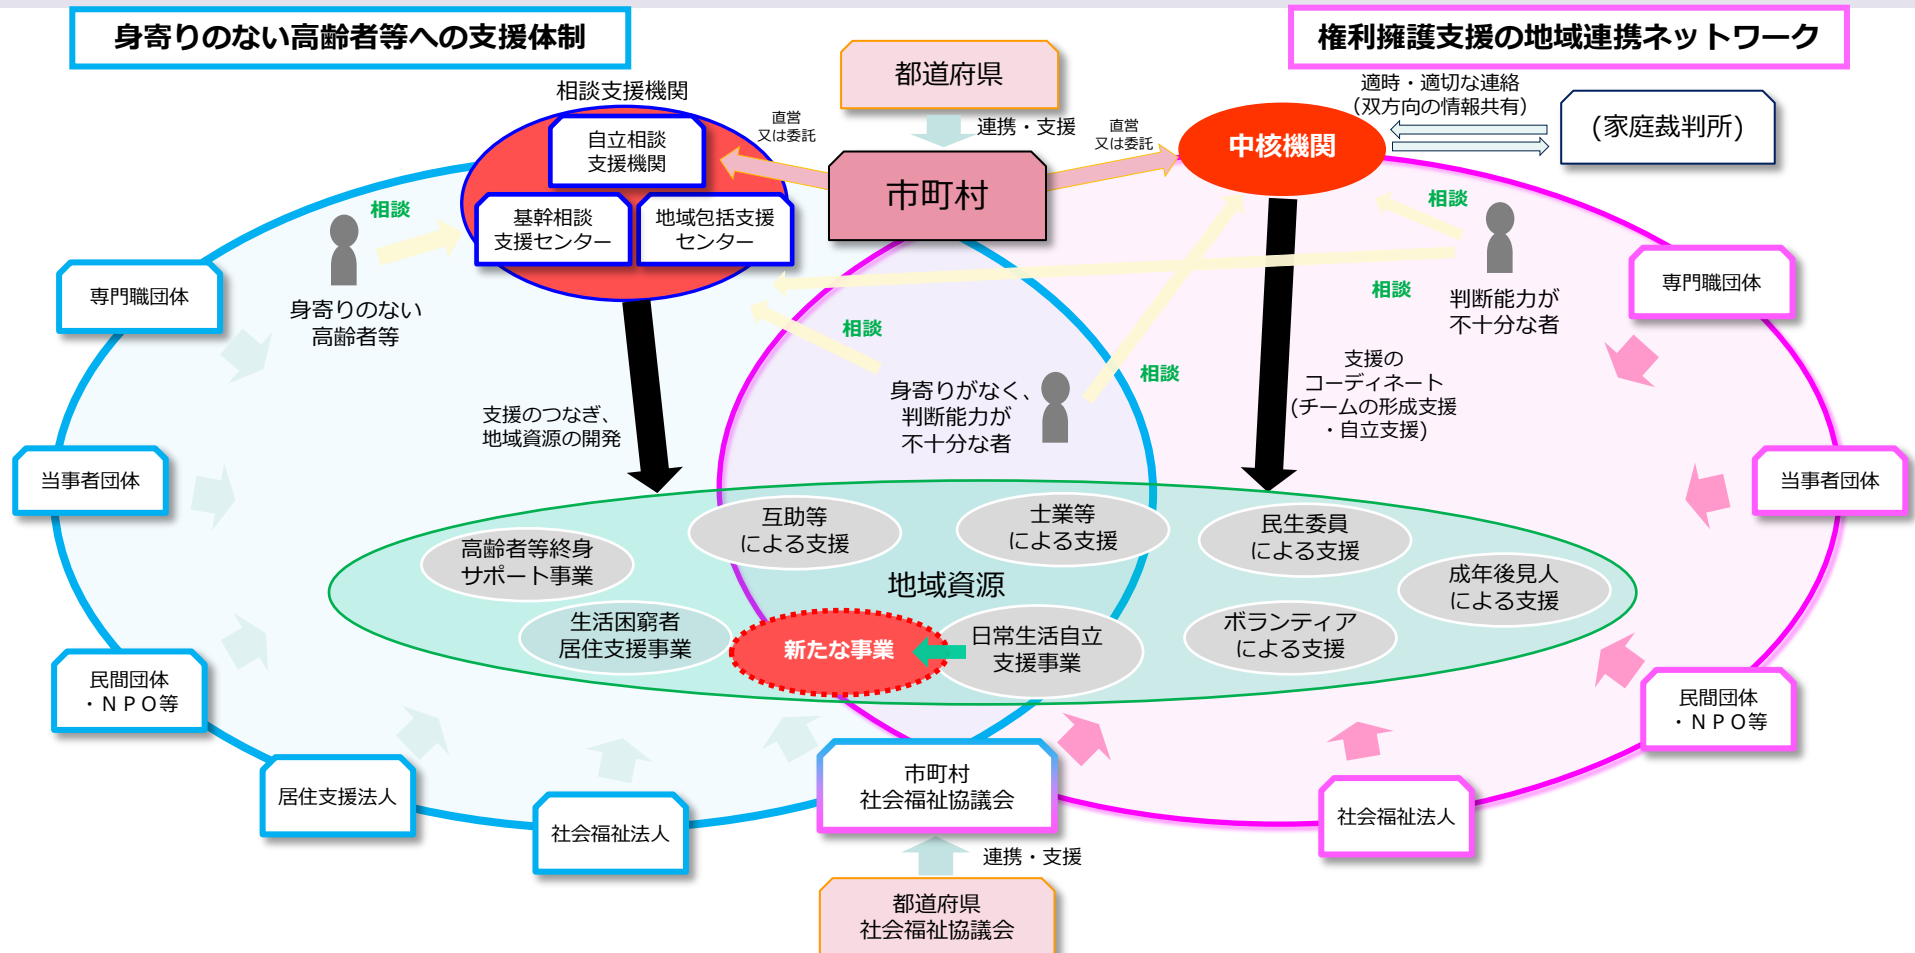 身寄りのない高齢者等への支援体制
権利擁護支援の地域連携ネットワーク
都道府県
連携・支援
適時・適切な連絡
(双方向の情報共有)
(家庭裁判所)
相談支援機関
自立相談
支援機関
基幹相談
支援センター
地域包括支援
センター
直営
又は委託
市町村
直営
又は委託
中核機関
相談
身寄りのない
高齢者等
相談
相談
判断能力が
不十分な者
相談
相談
身寄りがなく、
判断能力が
不十分な者
支援のつなぎ、
地域資源の開発
支援の
コーディネート
(チームの形成支援
・自立支援)
専門職団体
当事者団体
民間団体
・ＮＰＯ等
居住支援法人
社会福祉法人
専門職団体
当事者団体
民間団体
・ＮＰＯ等
社会福祉法人
地域資源
高齢者等終身
サポート事業
互助等
による支援
士業等
による支援
民生委員
による支援
成年後見人
による支援
生活困窮者
居住支援事業
新たな事業
日常生活自立
支援事業
ボランティア
による支援
市町村
社会福祉協議会
連携・支援
都道府県
社会福祉協議会